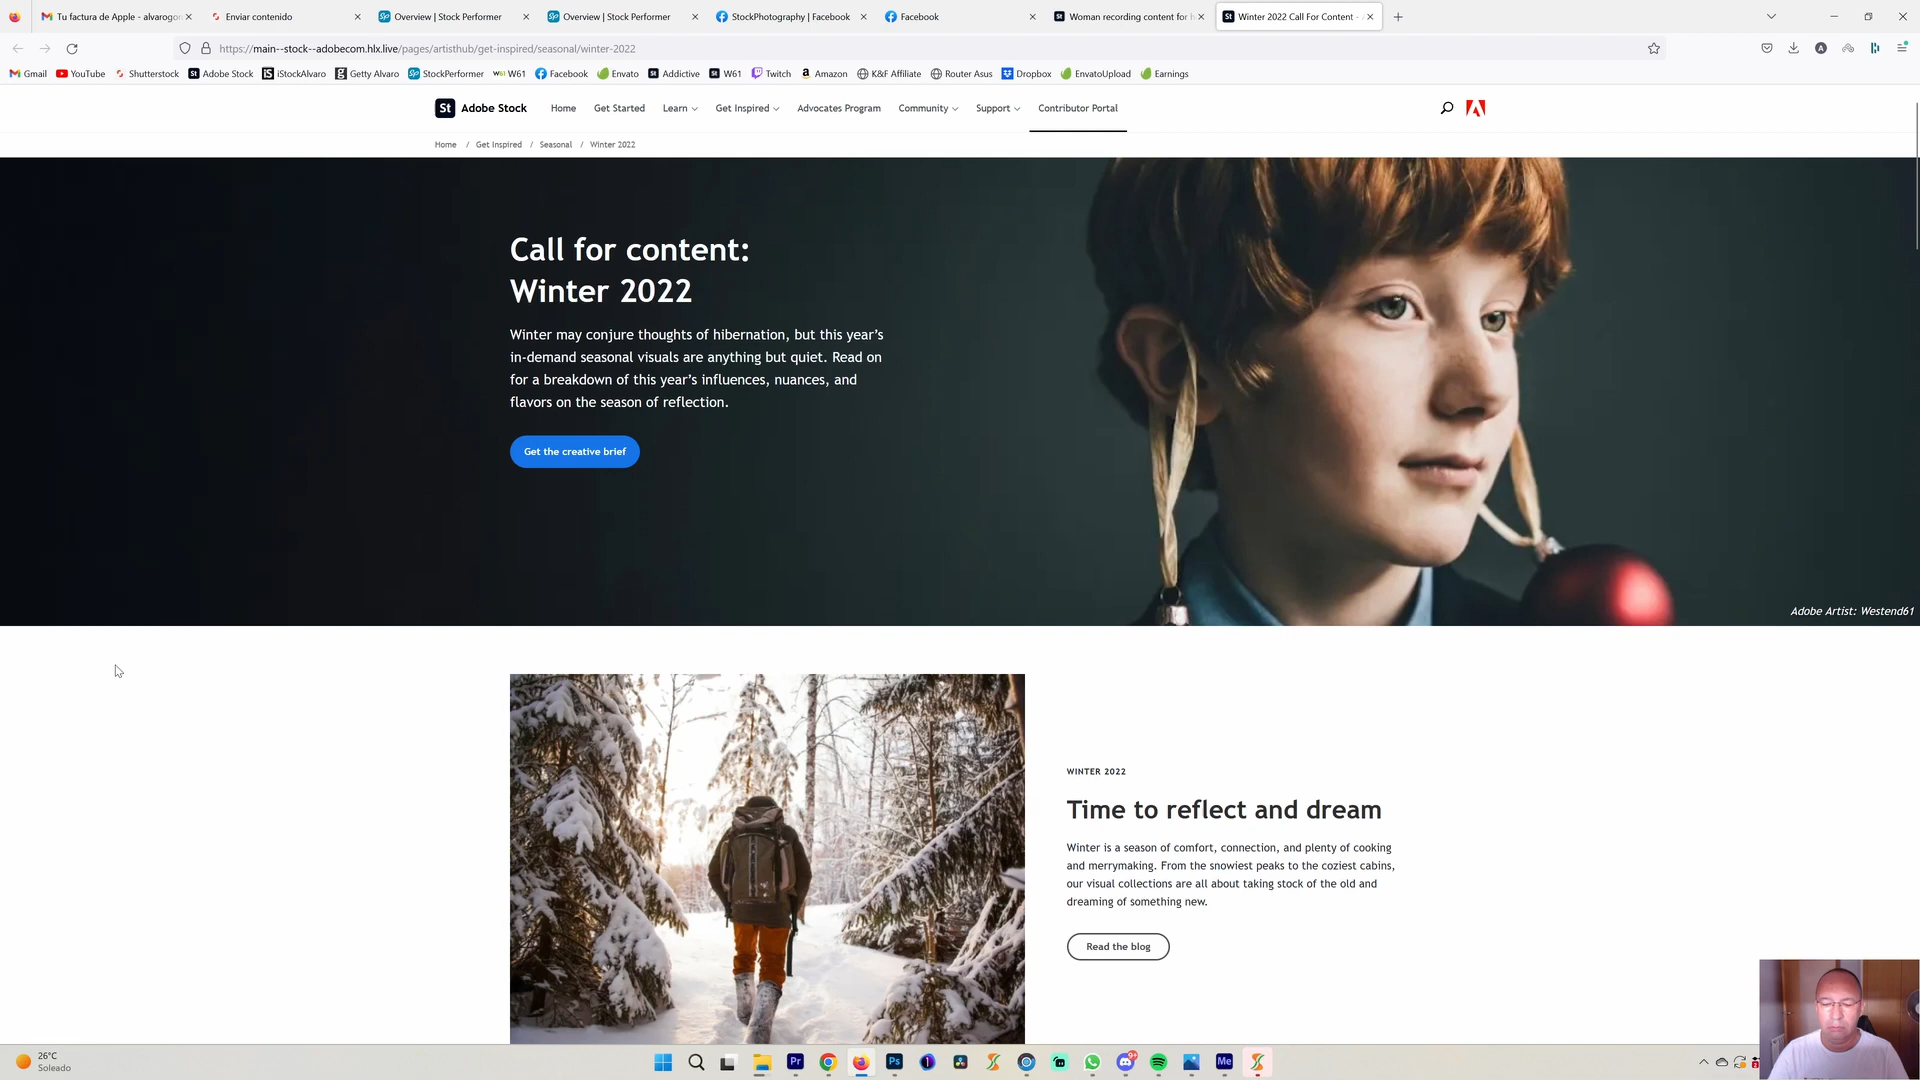 Tu factura de Apple - alvarogon
Enviar contenido
Overview | Stock Performer
Overview | Stock Performer
StockPhotography | Facebook
Facebook
Woman recording content for h
Winter 2022 Call For Content -
https://main--stock--adobecom.hlx.live/pages/artisthub/get-inspired/seasonal/winter-2022
Gmail
YouTube
Shutterstock
Adobe Stock
iStockAlvaro
Getty Alvaro
StockPerformer
W61
Facebook
Envato
Addictive
W61
Twitch
Amazon
K&F Affiliate
Router Asus
Dropbox
EnvatoUpload
Earnings
St Adobe Stock
Home
Get Started
Learn
Get Inspired
Advocates Program
Community
Support
Contributor Portal
Home / Get Inspired / Seasonal / Winter 2022
Call for content:
Winter 2022
Winter may conjure thoughts of hibernation, but this year’s
in-demand seasonal visuals are anything but quiet. Read on
for a breakdown of this year’s influences, nuances, and
flavors on the season of reflection.
Get the creative brief
Adobe Artist: Westend61
WINTER 2022
Time to reflect and dream
Winter is a season of comfort, connection, and plenty of cooking
and merrymaking. From the snowiest peaks to the coziest cabins,
our visual collections are all about taking stock of the old and
dreaming of something new.
Read the blog
26°C
Soleado
Pr
Ps
Me